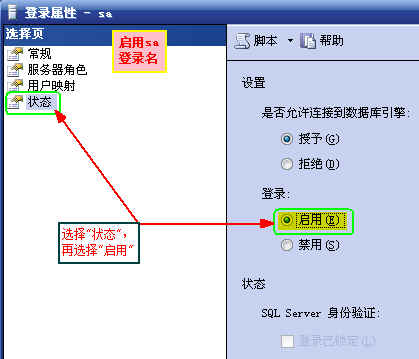 登录属性 - sa
选择页
常规
服务器角色
用户映射
状态
启用sa
登录名
选择"状态",
再选择"启用"
脚本 帮助
设置
是否允许连接到数据库引擎:
授予(G)
拒绝(D)
登录:
启用(E)
禁用(S)
状态
SQL Server 身份验证:
登录已锁定(L)